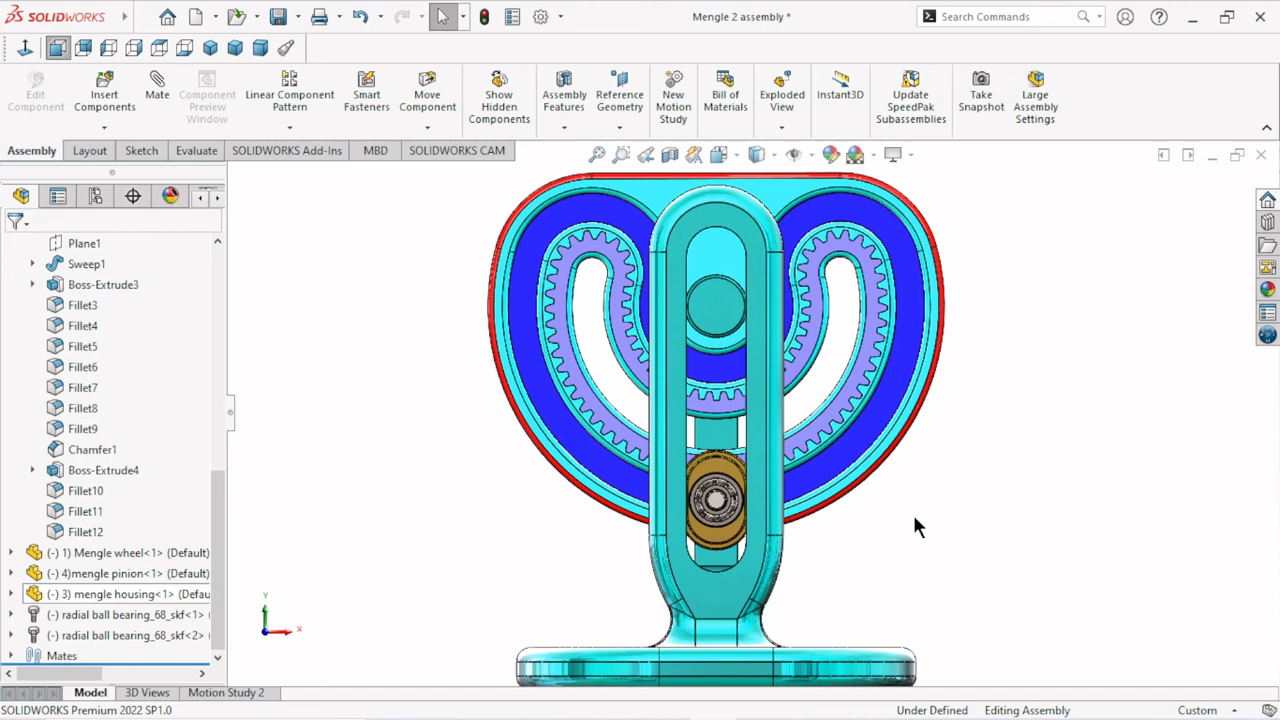 SOLIDWORKS
Mengle 2 assembly *
Search Commands
Edit
Component
Insert
Components
Mate
Component
Preview
Window
Linear Component
Pattern
Smart
Fasteners
Move
Component
Show
Hidden
Components
Assembly
Features
Reference
Geometry
New
Motion
Study
Bill of
Materials
Exploded
View
Instant3D
Update
SpeedPak
Subassemblies
Take
Snapshot
Large
Assembly
Settings
Assembly
Layout
Sketch
Evaluate
SOLIDWORKS Add-Ins
MBD
SOLIDWORKS CAM
Plane1
Sweep1
Boss-Extrude3
Fillet3
Fillet4
Fillet5
Fillet6
Fillet7
Fillet8
Fillet9
Chamfer1
Boss-Extrude4
Fillet10
Fillet11
Fillet12
(-) 1) Mengle wheel<1> (Default)
(-) 4)mengle pinion<1> (Default)
(-) 3) mengle housing<1> (Defau
(-) radial ball bearing_68_skf<1>
(-) radial ball bearing_68_skf<2> (
Mates
Y
X
Model
3D Views
Motion Study 2
SOLIDWORKS Premium 2022 SP1.0
Under Defined
Editing Assembly
Custom